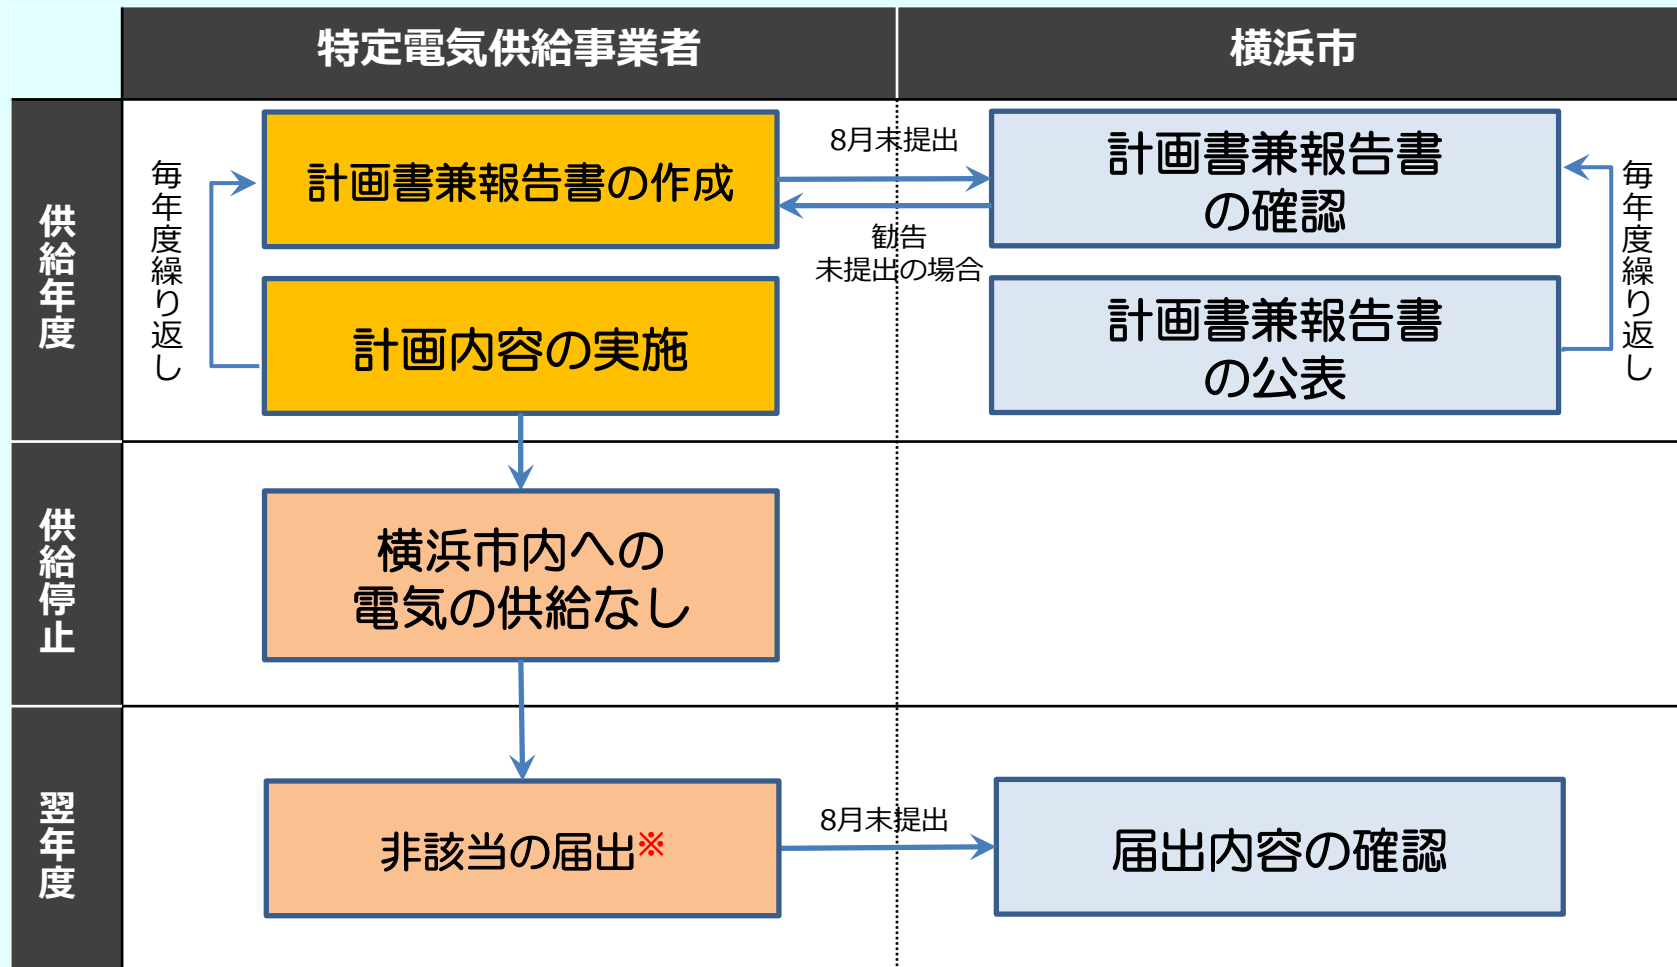 特定電気供給事業者
横浜市
供給年度
毎年度繰り返し
計画書兼報告書の作成
8月末提出
計画書兼報告書
の確認
毎年度繰り返し
勧告
未提出の場合
計画内容の実施
計画書兼報告書
の公表
供給停止
横浜市内への
電気の供給なし
翌年度
非該当の届出※
8月末提出
届出内容の確認